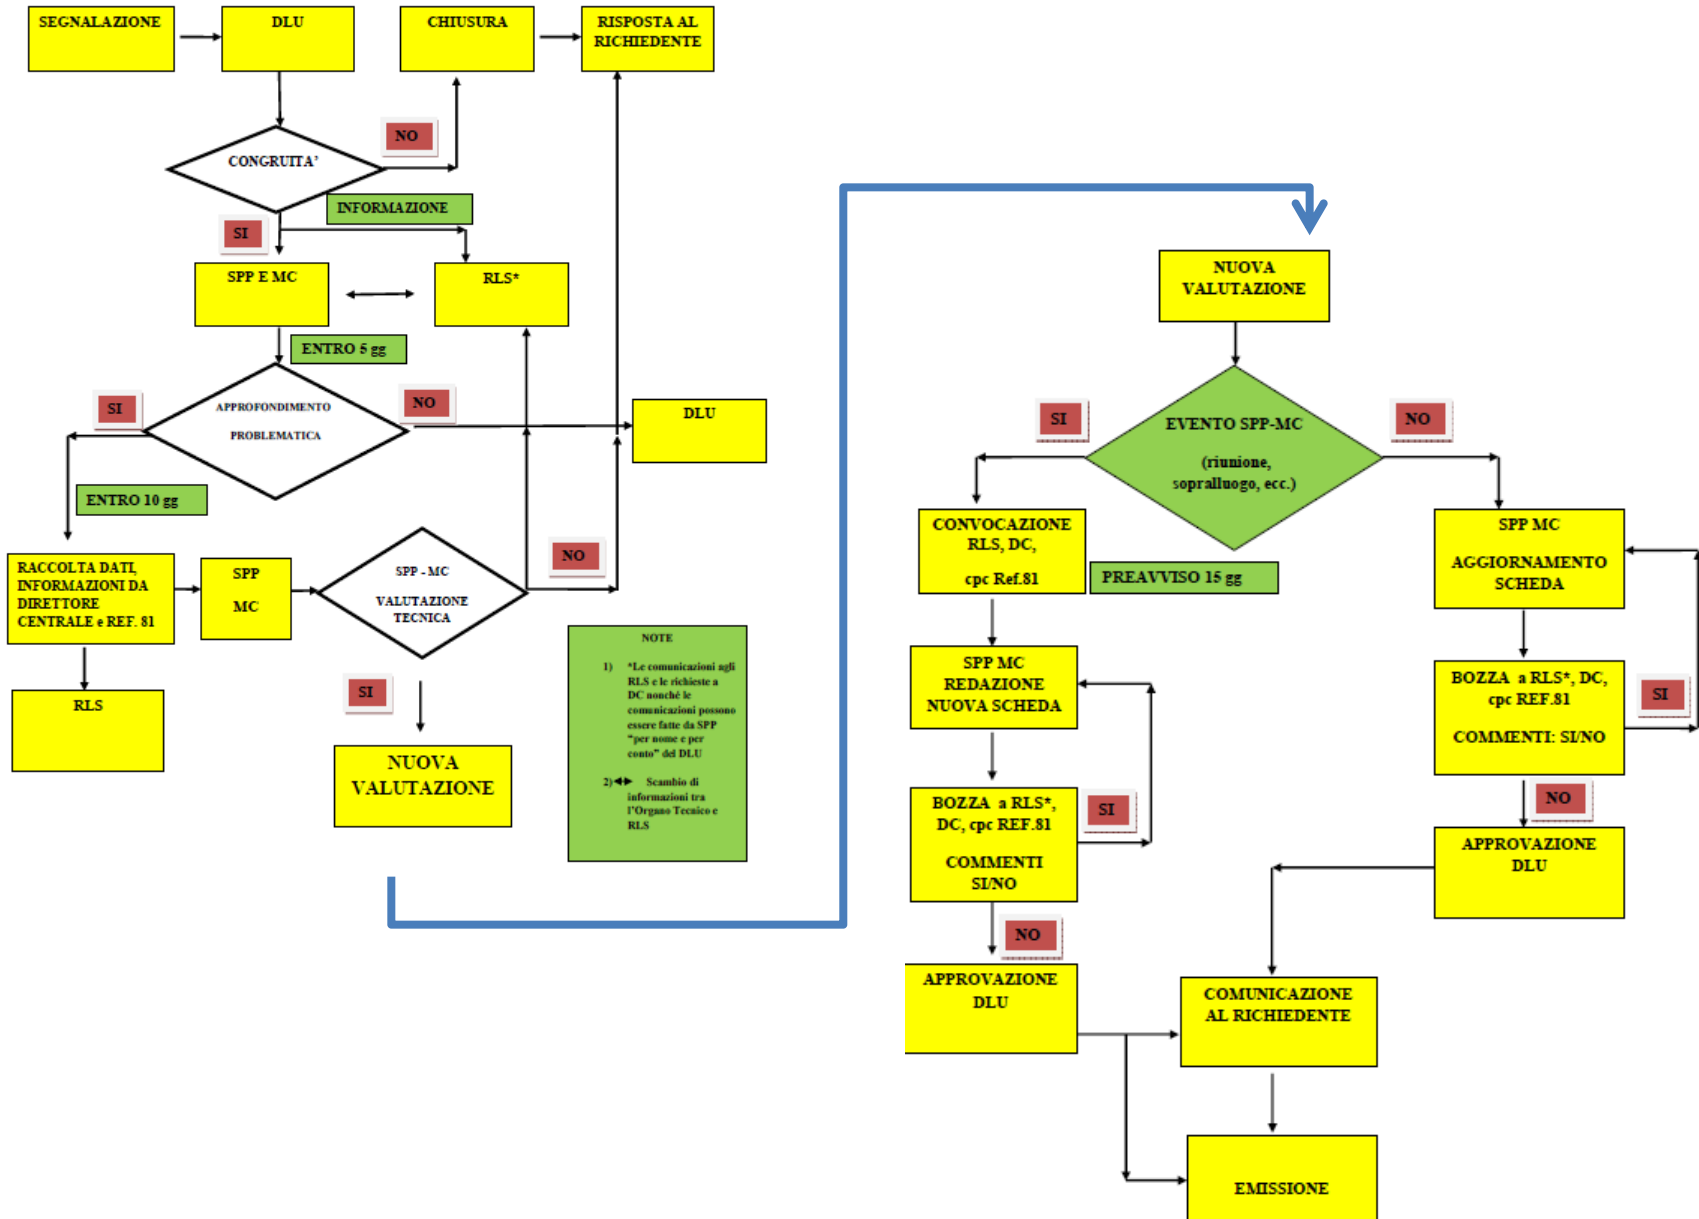 SEGNALAZIONE
DLU
CHIUSURA
RISPOSTA AL
RICHIEDENTE
CONGRUITA’
NO
INFORMAZIONE
SI
SPP E MC
RLS*
ENTRO 5 gg
APPROFONDIMENTO
PROBLEMATICA
SI
NO
DLU
ENTRO 10 gg
RACCOLTA DATI,
INFORMAZIONI DA
DIRETTORE
CENTRALE e REF. 81
SPP
MC
SPP - MC
VALUTAZIONE
TECNICA
NO
RLS
SI
NUOVA
VALUTAZIONE
NOTE
1) *Le comunicazioni agli
RLS e le richieste a
DC nonché le
comunicazioni possono
essere fatte da SPP
“per nome e per
conto” del DLU
2) Scambio di
informazioni tra
l’Organo Tecnico e
RLS
NUOVA
VALUTAZIONE
EVENTO SPP-MC
(riunione,
sopralluogo, ecc.)
SI
NO
CONVOCAZIONE
RLS, DC,
cpc Ref.81
PREAVVISO 15 gg
SPP MC
REDAZIONE
NUOVA SCHEDA
BOZZA a RLS*,
DC, cpc REF.81
COMMENTI
SI/NO
SI
NO
APPROVAZIONE
DLU
SPP MC
AGGIORNAMENTO
SCHEDA
BOZZA a RLS*, DC,
cpc REF.81
COMMENTI: SI/NO
SI
NO
APPROVAZIONE
DLU
COMUNICAZIONE
AL RICHIEDENTE
EMISSIONE